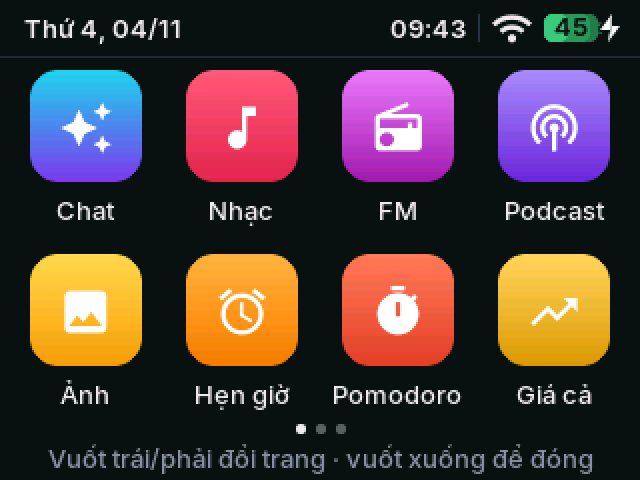 Thứ 4, 04/11
09:43
45
Chat
Nhạc
FM
Podcast
Ảnh
Hẹn giờ
Pomodoro
Giá cả
Vuốt trái/phải đổi trang · vuốt xuống để đóng